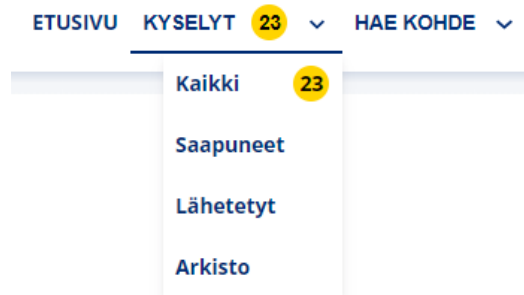 ETUSIVU KYSELYT 23 HAE KOHDE
Kaikki 23
Saapuneet
Lähetetyt
Arkisto